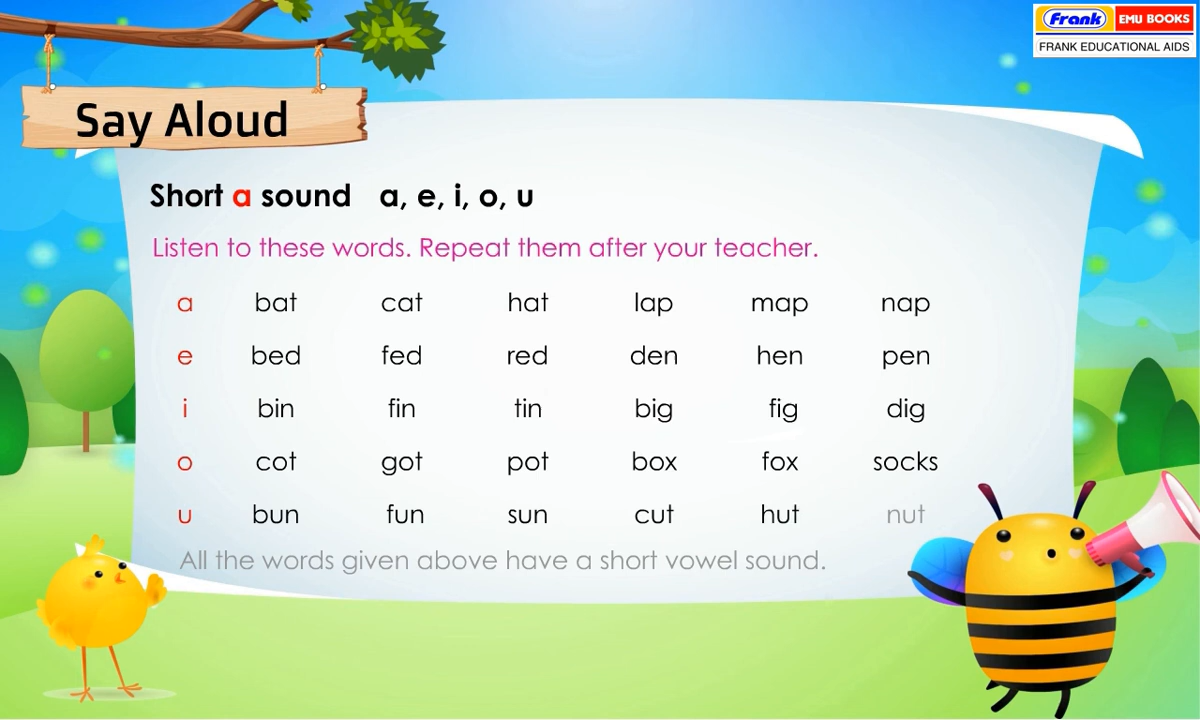 Frank EMU BOOKS
FRANK EDUCATIONAL AIDS
Say Aloud
Short a sound a, e, i, o, u
Listen to these words. Repeat them after your teacher.
a bat cat hat lap map nap
e bed fed red den hen pen
i bin fin tin big fig dig
o cot got pot box fox socks
u bun fun sun cut hut nut
All the words given above have a short vowel sound.